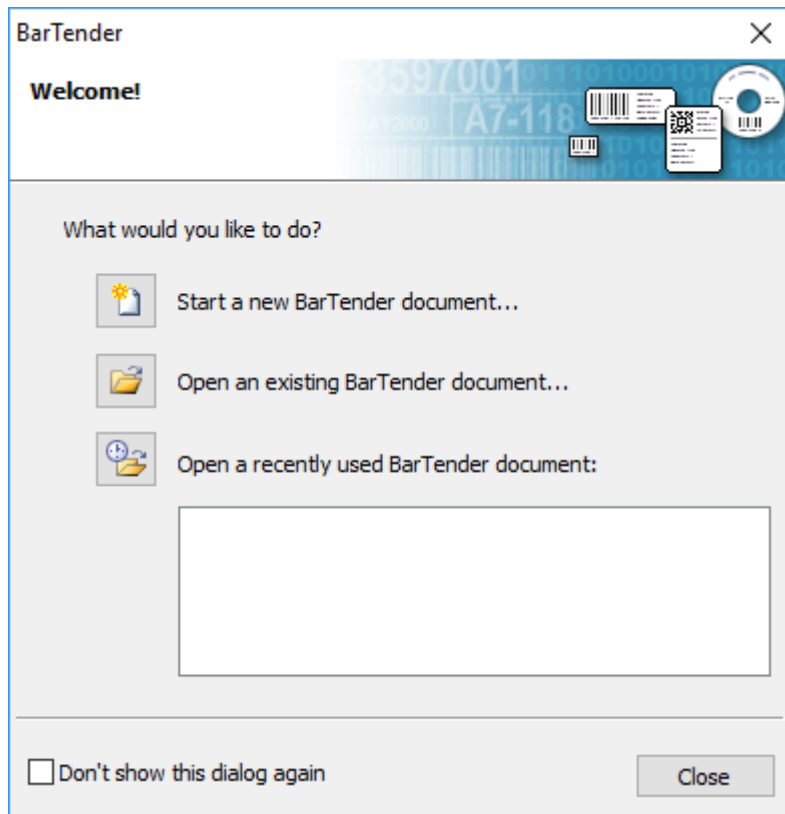 BarTender
Welcome!
3597001
A7-118
What would you like to do?
Start a new BarTender document...
Open an existing BarTender document...
Open a recently used BarTender document:
Don't show this dialog again
Close